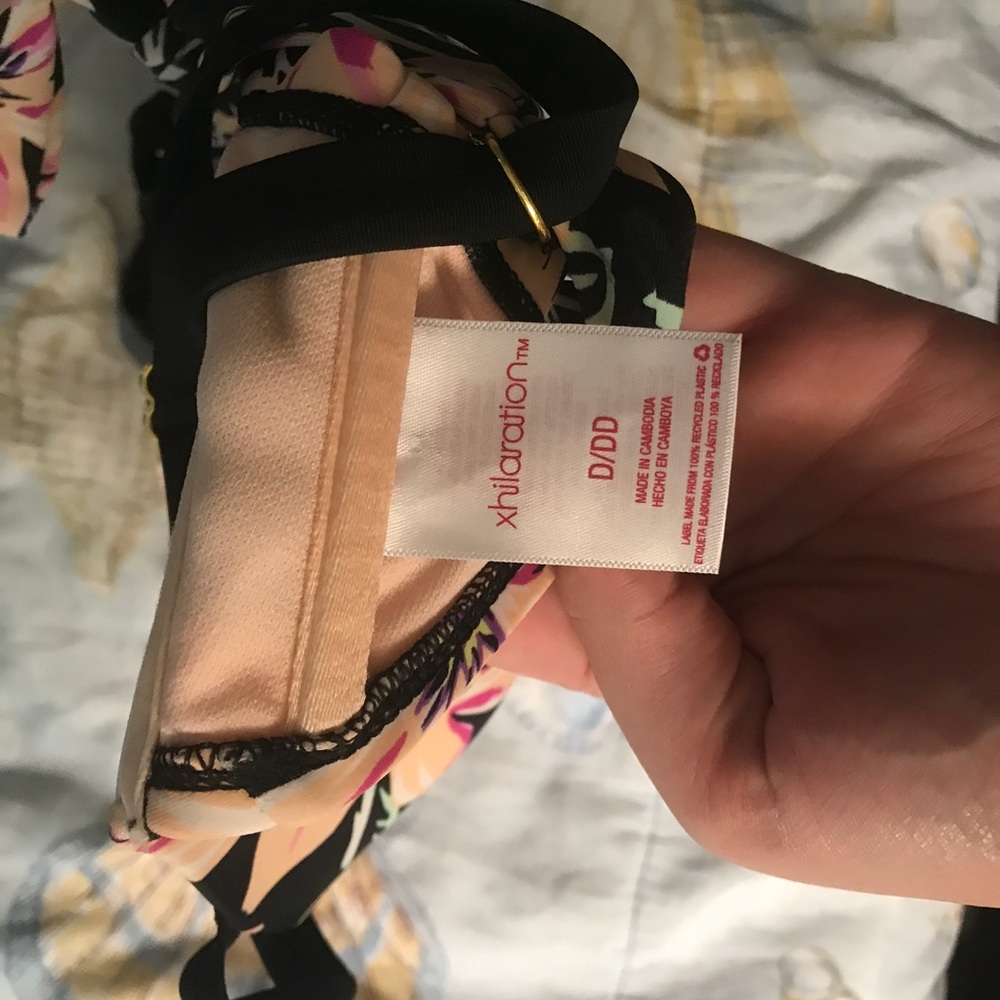 xhilaration™
D/DD
MADE IN CAMBODIA
HECHO EN CAMBOYA
LABEL MADE FROM 100% RECYCLED PLASTIC
ETIQUETA ELABORADA CON PLÁSTICO 100 % RECICLADO